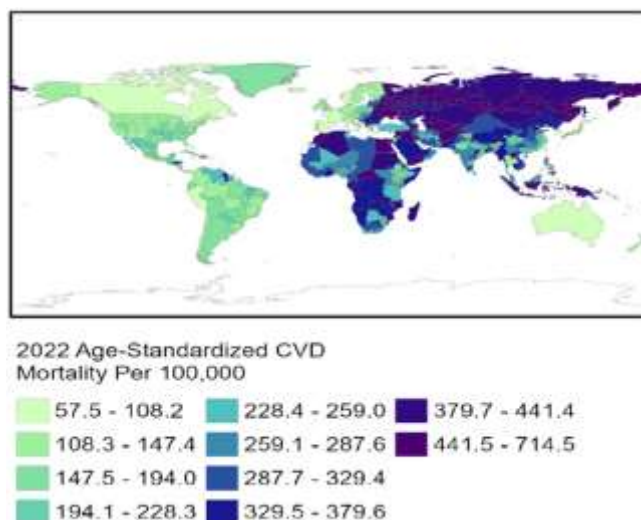 2022 Age-Standardized CVD
Mortality Per 100,000
57.5 - 108.2
108.3 - 147.4
147.5 - 194.0
194.1 - 228.3
228.4 - 259.0
259.1 - 287.6
287.7 - 329.4
329.5 - 379.6
379.7 - 441.4
441.5 - 714.5